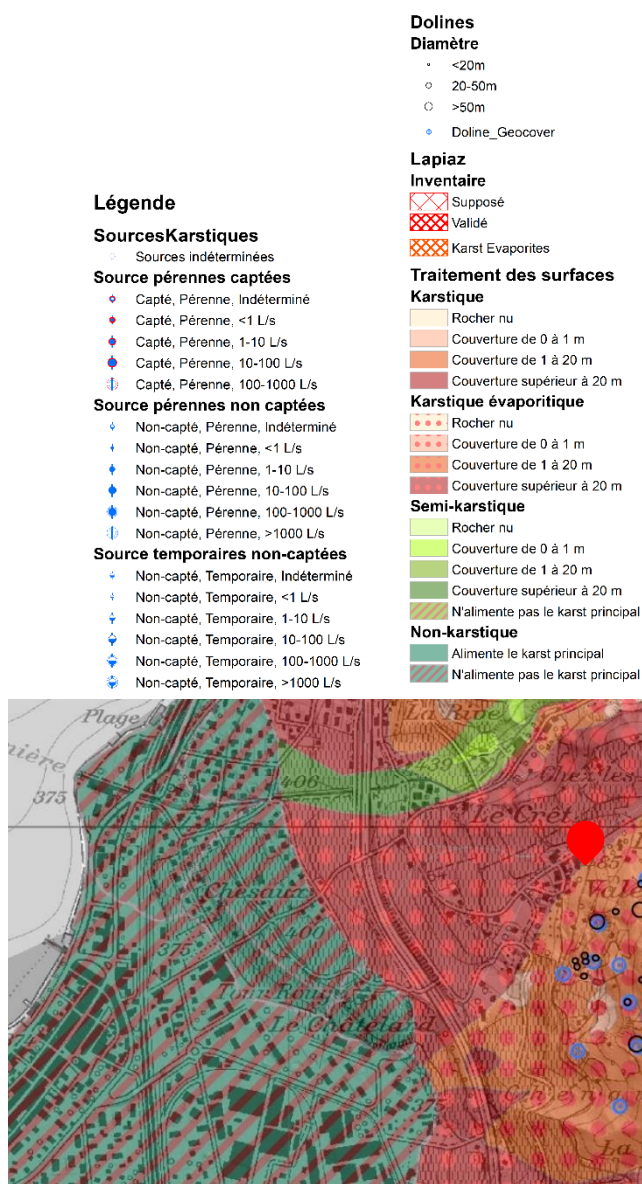 Légende
SourcesKarstiques
Sources indéterminées
Source pérennes captées
Capté, Pérenne, Indéterminé
Capté, Pérenne, <1 L/s
Capté, Pérenne, 1-10 L/s
Capté, Pérenne, 10-100 L/s
Capté, Pérenne, 100-1000 L/s
Source pérennes non captées
Non-capté, Pérenne, Indéterminé
Non-capté, Pérenne, <1 L/s
Non-capté, Pérenne, 1-10 L/s
Non-capté, Pérenne, 10-100 L/s
Non-capté, Pérenne, 100-1000 L/s
Non-capté, Pérenne, >1000 L/s
Source temporaires non-captées
Non-capté, Temporaire, Indéterminé
Non-capté, Temporaire, <1 L/s
Non-capté, Temporaire, 1-10 L/s
Non-capté, Temporaire, 10-100 L/s
Non-capté, Temporaire, 100-1000 L/s
Non-capté, Temporaire, >1000 L/s
Dolines
Diamètre
<20m
20-50m
>50m
Doline_Geocover
Lapiaz
Inventaire
Supposé
Validé
Karst Evaporites
Traitement des surfaces
Karstique
Rocher nu
Couverture de 0 à 1 m
Couverture de 1 à 20 m
Couverture supérieur à 20 m
Karstique évaporitique
Rocher nu
Couverture de 0 à 1 m
Couverture de 1 à 20 m
Couverture supérieur à 20 m
Semi-karstique
Rocher nu
Couverture de 0 à 1 m
Couverture de 1 à 20 m
Couverture supérieur à 20 m
N'alimente pas le karst principal
Non-karstique
Alimente le karst principal
N'alimente pas le karst principal
Plage
La Ripe
375
406
Le Crêt
375
Le Châtelard
La